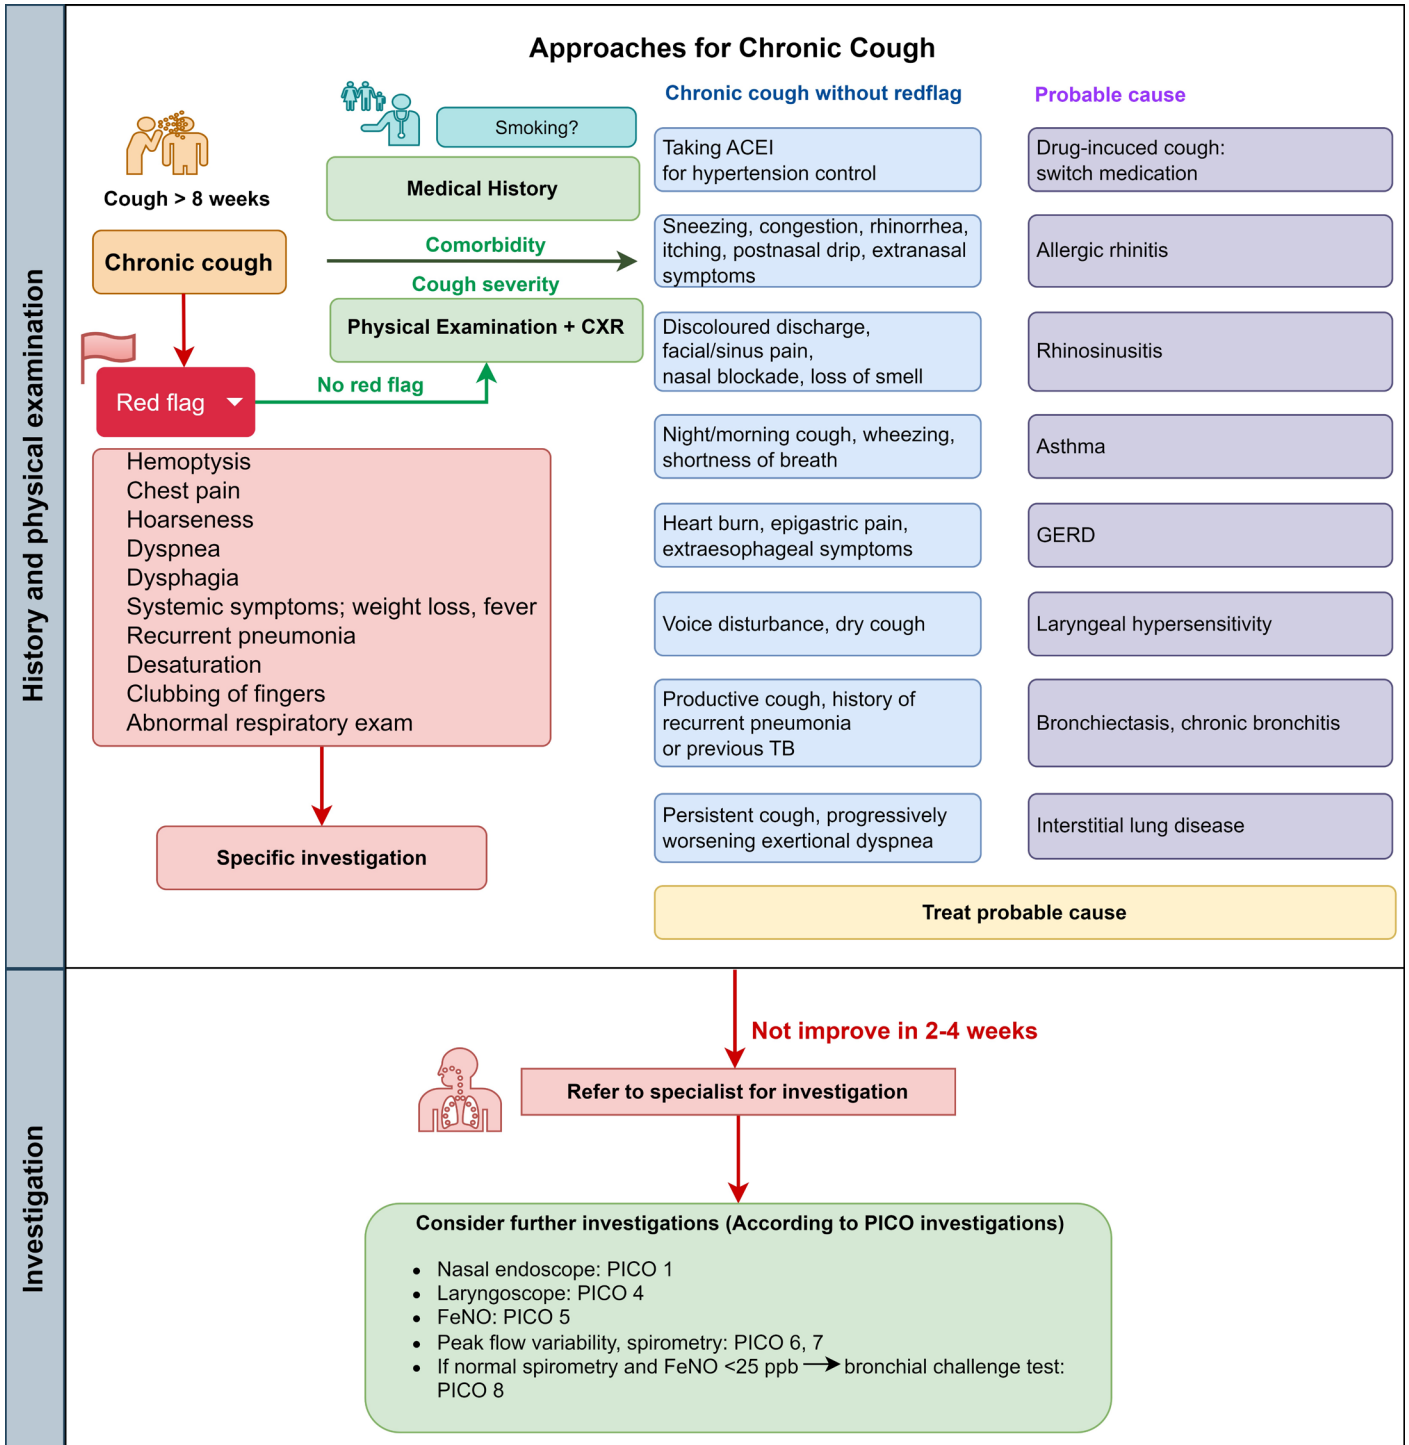 Approaches for Chronic Cough
History and physical examination
Cough > 8 weeks
Chronic cough
Red flag
No red flag
Hemoptysis
Chest pain
Hoarseness
Dyspnea
Dysphagia
Systemic symptoms; weight loss, fever
Recurrent pneumonia
Desaturation
Clubbing of fingers
Abnormal respiratory exam
Specific investigation
Smoking?
Medical History
Comorbidity
Cough severity
Physical Examination + CXR
Chronic cough without redflag
Probable cause
Taking ACEI
for hypertension control
Drug-incuced cough:
switch medication
Sneezing, congestion, rhinorrhea,
itching, postnasal drip, extranasal
symptoms
Allergic rhinitis
Discoloured discharge,
facial/sinus pain,
nasal blockade, loss of smell
Rhinosinusitis
Night/morning cough, wheezing,
shortness of breath
Asthma
Heart burn, epigastric pain,
extraesophageal symptoms
GERD
Voice disturbance, dry cough
Laryngeal hypersensitivity
Productive cough, history of
recurrent pneumonia
or previous TB
Bronchiectasis, chronic bronchitis
Persistent cough, progressively
worsening exertional dyspnea
Interstitial lung disease
Treat probable cause
Investigation
Not improve in 2-4 weeks
Refer to specialist for investigation
Consider further investigations (According to PICO investigations)
• Nasal endoscope: PICO 1
• Laryngoscope: PICO 4
• FeNO: PICO 5
• Peak flow variability, spirometry: PICO 6, 7
• If normal spirometry and FeNO <25 ppb → bronchial challenge test:
PICO 8